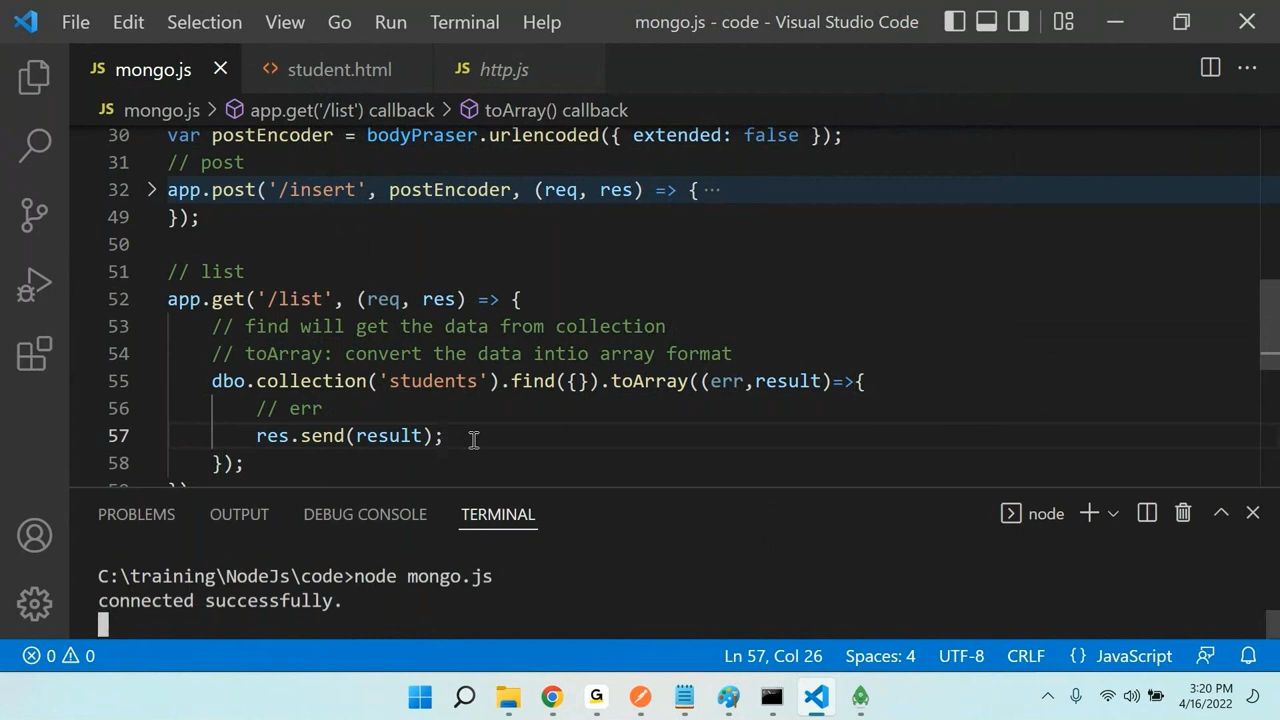 File Edit Selection View Go Run Terminal Help mongo.js - code - Visual Studio Code
JS mongo.js <> student.html JS http.js
JS mongo.js > app.get('/list') callback > toArray() callback
30 var postEncoder = bodyPraser.urlencoded({ extended: false });
31 // post
32 app.post('/insert', postEncoder, (req, res) => {···
49 });
50
51 // list
52 app.get('/list', (req, res) => {
53 // find will get the data from collection
54 // toArray: convert the data intio array format
55 dbo.collection('students').find({}).toArray((err,result)=>{
56 // err
57 res.send(result);
58 });
PROBLEMS OUTPUT DEBUG CONSOLE TERMINAL node
C:\training\NodeJs\code>node mongo.js
connected successfully.
0 0 Ln 57, Col 26 Spaces: 4 UTF-8 CRLF {} JavaScript
G
3:20 PM
4/16/2022